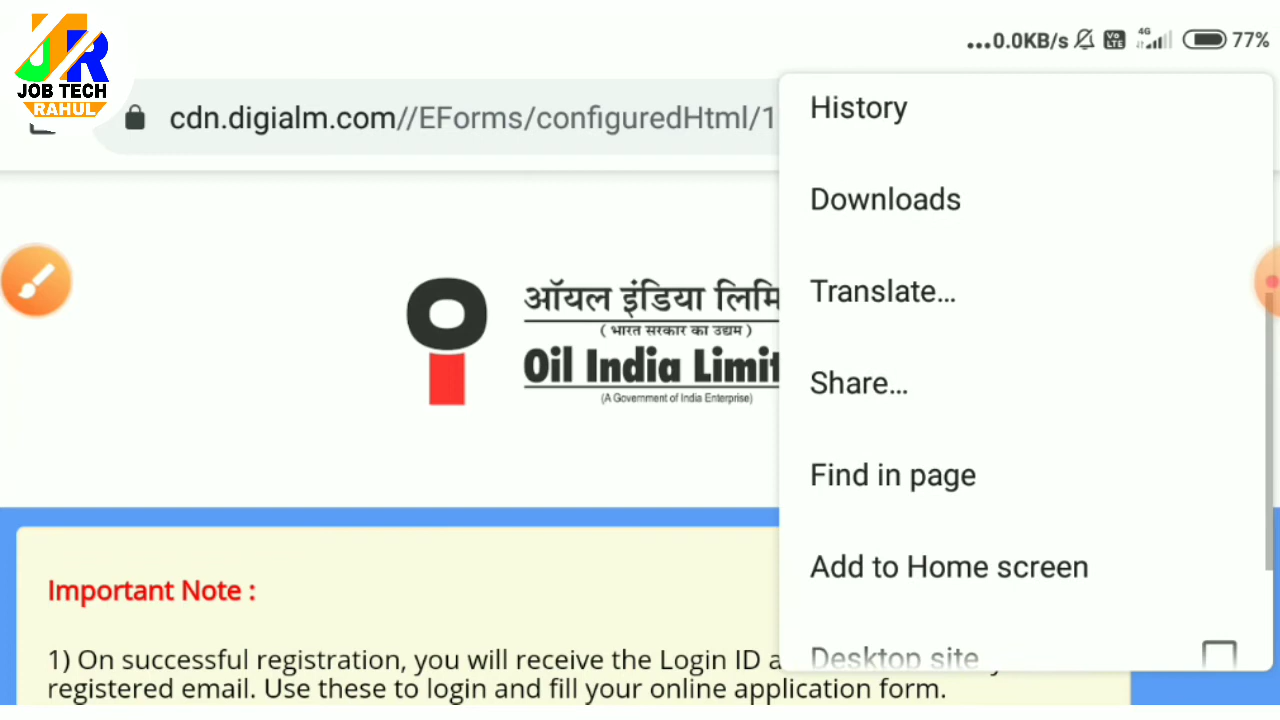 JR
JOB TECH
RAHUL
...0.0KB/s Vo LTE 4G 77%
cdn.digialm.com//EForms/configuredHtml/1
History
Downloads
Translate...
Share...
Find in page
Add to Home screen
Desktop site
ऑयल इंडिया लिमि
( भारत सरकार का उद्यम )
Oil India Limit
(A Government of India Enterprise)
Important Note :
1) On successful registration, you will receive the Login ID a
registered email. Use these to login and fill your online application form.